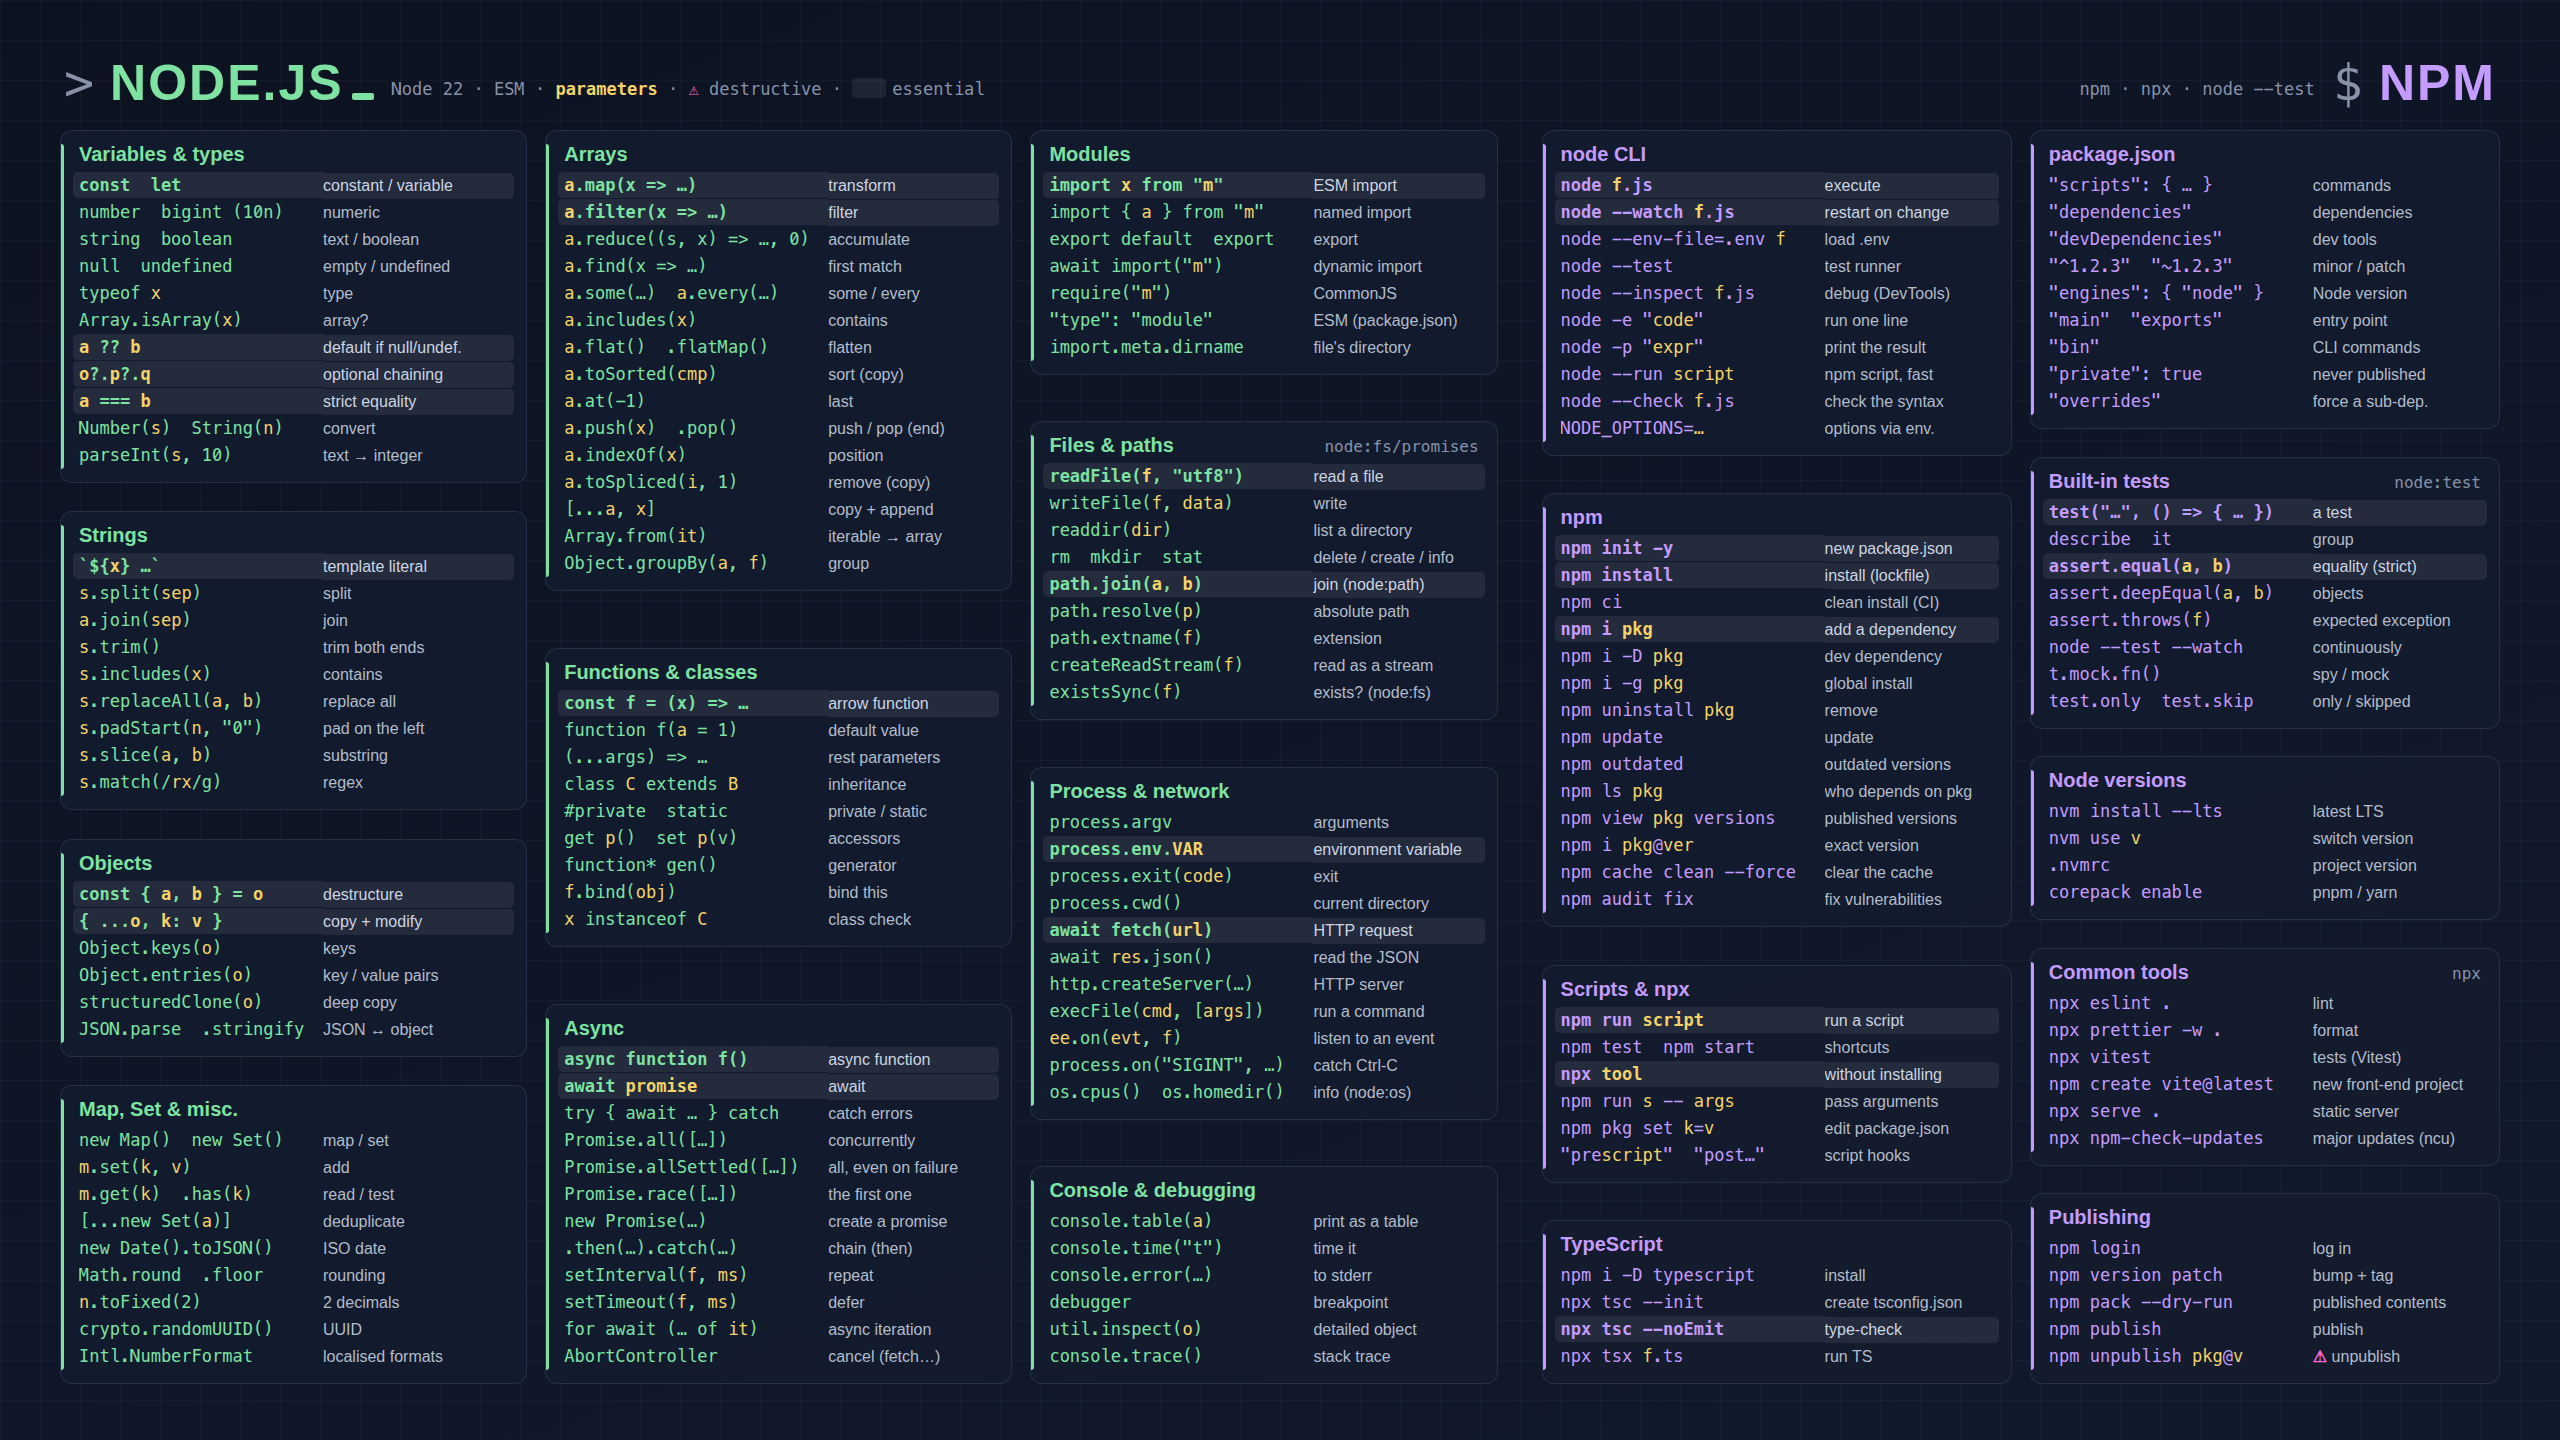 > NODE.JS_ Node 22 · ESM · parameters · ⚠ destructive · essential
npm · npx · node --test $ NPM
Variables & types
const let constant / variable
number bigint (10n) numeric
string boolean text / boolean
null undefined empty / undefined
typeof x type
Array.isArray(x) array?
a ?? b default if null/undef.
o?.p?.q optional chaining
a === b strict equality
Number(s) String(n) convert
parseInt(s, 10) text → integer
Strings
`${x} …` template literal
s.split(sep) split
a.join(sep) join
s.trim() trim both ends
s.includes(x) contains
s.replaceAll(a, b) replace all
s.padStart(n, "0") pad on the left
s.slice(a, b) substring
s.match(/rx/g) regex
Objects
const { a, b } = o destructure
{ ...o, k: v } copy + modify
Object.keys(o) keys
Object.entries(o) key / value pairs
structuredClone(o) deep copy
JSON.parse .stringify JSON ↔ object
Map, Set & misc.
new Map() new Set() map / set
m.set(k, v) add
m.get(k) .has(k) read / test
[...new Set(a)] deduplicate
new Date().toJSON() ISO date
Math.round .floor rounding
n.toFixed(2) 2 decimals
crypto.randomUUID() UUID
Intl.NumberFormat localised formats
Arrays
a.map(x => …) transform
a.filter(x => …) filter
a.reduce((s, x) => …, 0) accumulate
a.find(x => …) first match
a.some(…) a.every(…) some / every
a.includes(x) contains
a.flat() .flatMap() flatten
a.toSorted(cmp) sort (copy)
a.at(-1) last
a.push(x) .pop() push / pop (end)
a.indexOf(x) position
a.toSpliced(i, 1) remove (copy)
[...a, x] copy + append
Array.from(it) iterable → array
Object.groupBy(a, f) group
Functions & classes
const f = (x) => … arrow function
function f(a = 1) default value
(...args) => … rest parameters
class C extends B inheritance
#private static private / static
get p() set p(v) accessors
function* gen() generator
f.bind(obj) bind this
x instanceof C class check
Async
async function f() async function
await promise await
try { await … } catch catch errors
Promise.all([…]) concurrently
Promise.allSettled([…]) all, even on failure
Promise.race([…]) the first one
new Promise(…) create a promise
.then(…).catch(…) chain (then)
setInterval(f, ms) repeat
setTimeout(f, ms) defer
for await (… of it) async iteration
AbortController cancel (fetch…)
Modules
import x from "m" ESM import
import { a } from "m" named import
export default export export
await import("m") dynamic import
require("m") CommonJS
"type": "module" ESM (package.json)
import.meta.dirname file's directory
Files & paths node:fs/promises
readFile(f, "utf8") read a file
writeFile(f, data) write
readdir(dir) list a directory
rm mkdir stat delete / create / info
path.join(a, b) join (node:path)
path.resolve(p) absolute path
path.extname(f) extension
createReadStream(f) read as a stream
existsSync(f) exists? (node:fs)
Process & network
process.argv arguments
process.env.VAR environment variable
process.exit(code) exit
process.cwd() current directory
await fetch(url) HTTP request
await res.json() read the JSON
http.createServer(…) HTTP server
execFile(cmd, [args]) run a command
ee.on(evt, f) listen to an event
process.on("SIGINT", …) catch Ctrl-C
os.cpus() os.homedir() info (node:os)
Console & debugging
console.table(a) print as a table
console.time("t") time it
console.error(…) to stderr
debugger breakpoint
util.inspect(o) detailed object
console.trace() stack trace
node CLI
node f.js execute
node --watch f.js restart on change
node --env-file=.env f load .env
node --test test runner
node --inspect f.js debug (DevTools)
node -e "code" run one line
node -p "expr" print the result
node --run script npm script, fast
node --check f.js check the syntax
NODE_OPTIONS=… options via env.
npm
npm init -y new package.json
npm install install (lockfile)
npm ci clean install (CI)
npm i pkg add a dependency
npm i -D pkg dev dependency
npm i -g pkg global install
npm uninstall pkg remove
npm update update
npm outdated outdated versions
npm ls pkg who depends on pkg
npm view pkg versions published versions
npm i pkg@ver exact version
npm cache clean --force clear the cache
npm audit fix fix vulnerabilities
Scripts & npx
npm run script run a script
npm test npm start shortcuts
npx tool without installing
npm run s -- args pass arguments
npm pkg set k=v edit package.json
"prescript" "post…" script hooks
TypeScript
npm i -D typescript install
npx tsc --init create tsconfig.json
npx tsc --noEmit type-check
npx tsx f.ts run TS
package.json
"scripts": { … } commands
"dependencies" dependencies
"devDependencies" dev tools
"^1.2.3" "~1.2.3" minor / patch
"engines": { "node" } Node version
"main" "exports" entry point
"bin" CLI commands
"private": true never published
"overrides" force a sub-dep.
Built-in tests node:test
test("…", () => { … }) a test
describe it group
assert.equal(a, b) equality (strict)
assert.deepEqual(a, b) objects
assert.throws(f) expected exception
node --test --watch continuously
t.mock.fn() spy / mock
test.only test.skip only / skipped
Node versions
nvm install --lts latest LTS
nvm use v switch version
.nvmrc project version
corepack enable pnpm / yarn
Common tools npx
npx eslint . lint
npx prettier -w . format
npx vitest tests (Vitest)
npm create vite@latest new front-end project
npx serve . static server
npx npm-check-updates major updates (ncu)
Publishing
npm login log in
npm version patch bump + tag
npm pack --dry-run published contents
npm publish publish
npm unpublish pkg@v ⚠ unpublish